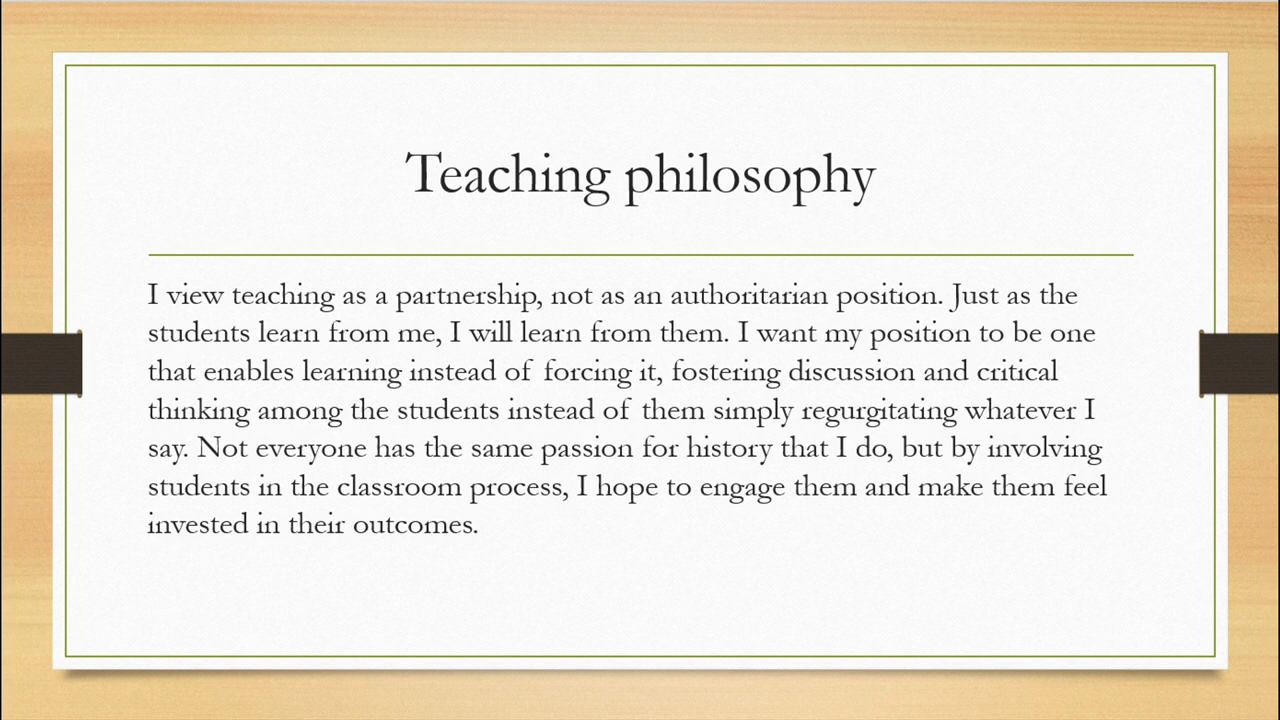 Teaching philosophy
I view teaching as a partnership, not as an authoritarian position. Just as the
students learn from me, I will learn from them. I want my position to be one
that enables learning instead of forcing it, fostering discussion and critical
thinking among the students instead of them simply regurgitating whatever I
say. Not everyone has the same passion for history that I do, but by involving
students in the classroom process, I hope to engage them and make them feel
invested in their outcomes.